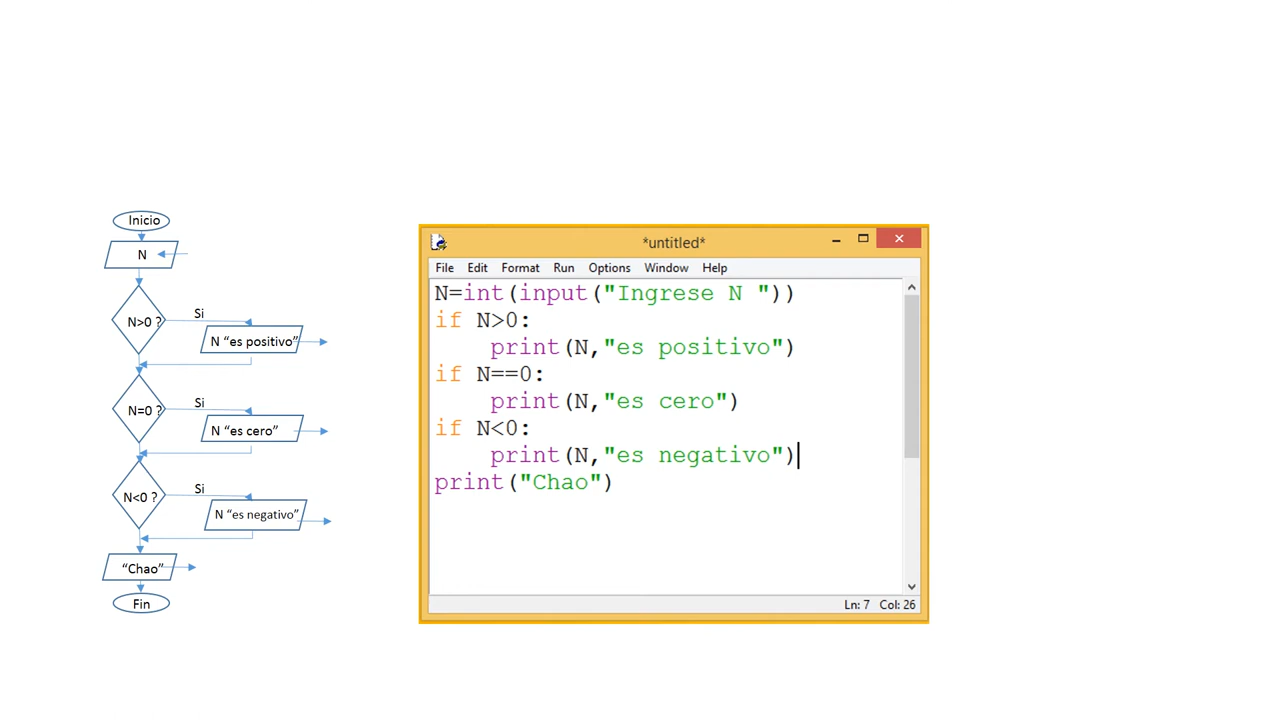 Inicio
N
N>0 ?
Si
N “es positivo”
N=0 ?
Si
N “es cero”
N<0 ?
Si
N “es negativo”
“Chao”
Fin
*untitled*
File Edit Format Run Options Window Help
N=int(input("Ingrese N "))
if N>0:
    print(N,"es positivo")
if N==0:
    print(N,"es cero")
if N<0:
    print(N,"es negativo")
print("Chao")
Ln: 7 Col: 26